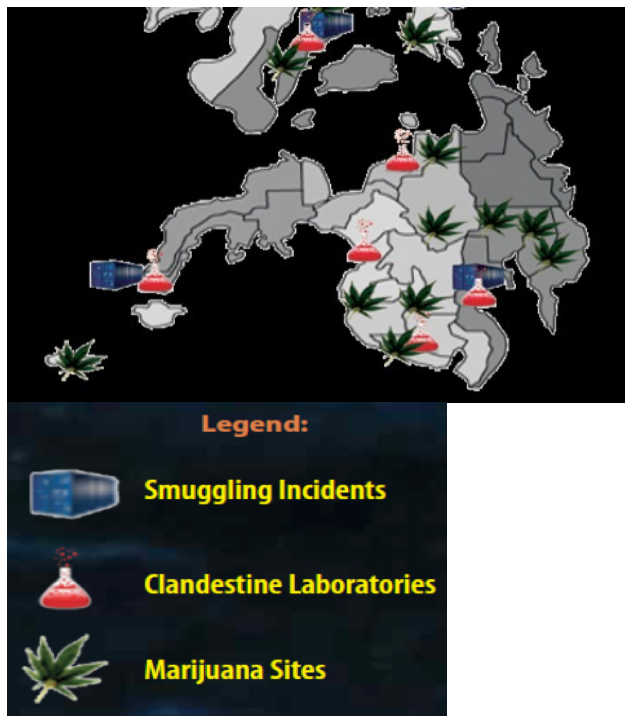 Legend:
Smuggling Incidents
Clandestine Laboratories
Marijuana Sites